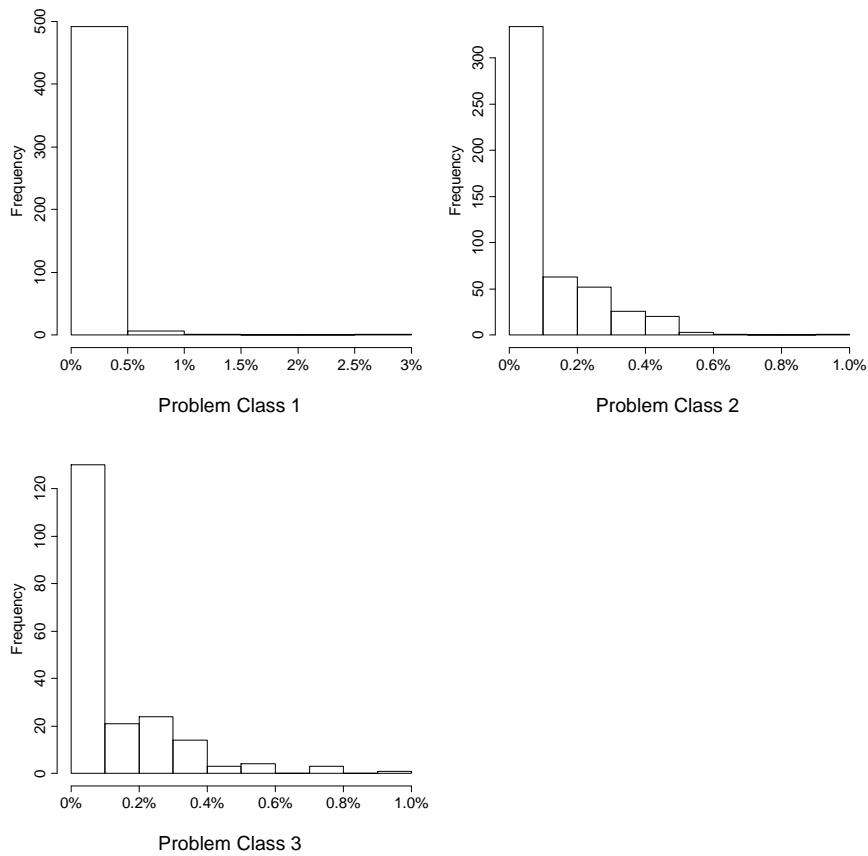 Frequency
0 100 200 300 400 500
0% 0.5% 1% 1.5% 2% 2.5% 3%
Problem Class 1
Frequency
0 50 100 150 200 250 300
0% 0.2% 0.4% 0.6% 0.8% 1.0%
Problem Class 2
Frequency
0 20 40 60 80 100 120
0% 0.2% 0.4% 0.6% 0.8% 1.0%
Problem Class 3